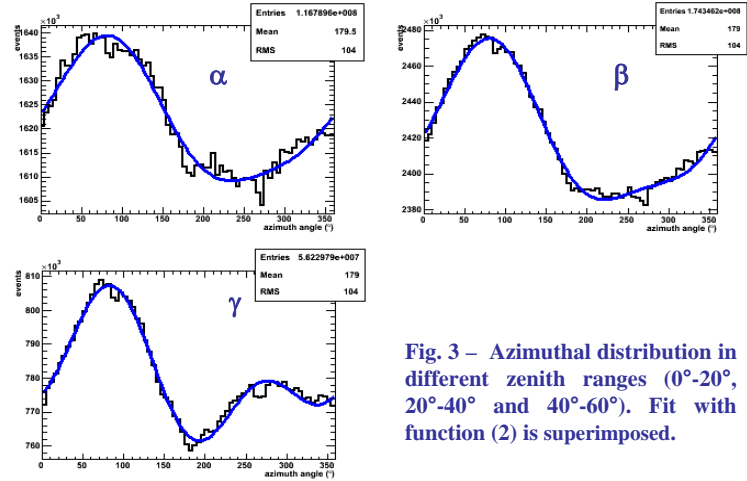 Entries 1.167896e+008
Mean 179.5
RMS 104
×10³
events
1640
1635
1630
1625
1620
1615
1610
1605
α
0 50 100 150 200 250 300 350
azimuth angle (°)
Entries 1.743462e+008
Mean 179
RMS 104
×10³
events
2480
2460
2440
2420
2400
2380
β
0 50 100 150 200 250 300 350
azimuth angle (°)
Entries 5.622979e+007
Mean 179
RMS 104
×10³
events
810
800
790
780
770
760
γ
0 50 100 150 200 250 300 350
azimuth angle (°)
Fig. 3 – Azimuthal distribution in
different zenith ranges (0°-20°,
20°-40° and 40°-60°). Fit with
function (2) is superimposed.